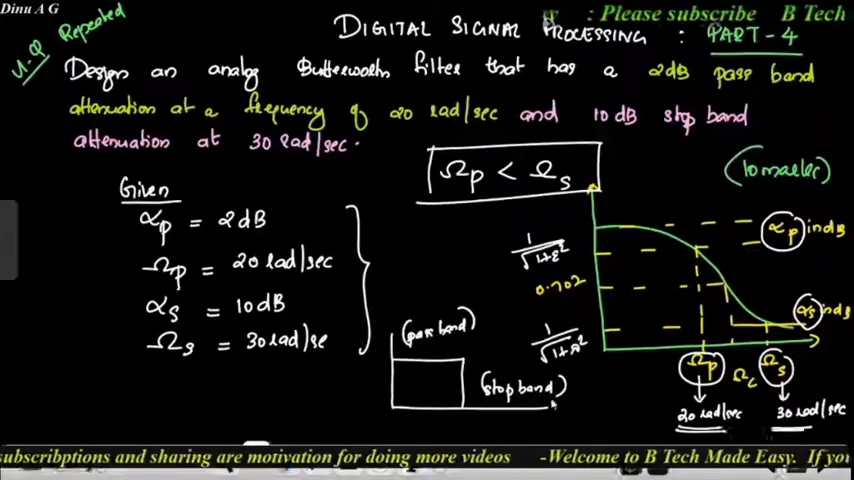 Dinu A G
: Please subscribe B Tech
U.Q Repeated
DIGITAL SIGNAL PROCESSING : PART-4
Design an analog Butterworth filter that has a 2dB pass band
attenuation at a frequency of 20 rad/sec and 10 dB stop band
attenuation at 30 rad/sec.
(10 marks)
Ωp < Ωs
Given
αp = 2dB
Ωp = 20 rad/sec
αs = 10dB
Ωs = 30 rad/se
(pass band)
(stop band)
αp in dB
1/√1+ε²
0.707
1/√1+λ²
αs in dB
Ωp Ωc Ωs
20 rad/sec 30 rad/sec
subscribptions and sharing are motivation for doing more videos -Welcome to B Tech Made Easy. If you